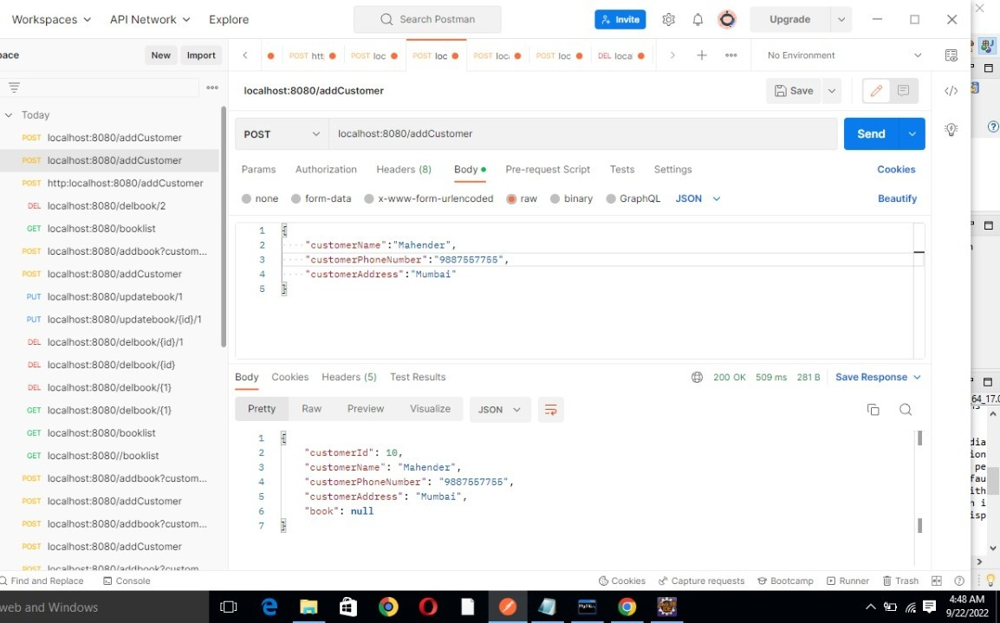 Workspaces API Network Explore Search Postman Invite Upgrade
ace New Import POST htt POST loc POST loc POST loc POST loc DEL local No Environment
localhost:8080/addCustomer Save
Today
POST localhost:8080/addCustomer
POST localhost:8080/addCustomer
POST http:localhost:8080/addCustomer
DEL localhost:8080/delbook/2
GET localhost:8080/booklist
POST localhost:8080/addbook?custom...
POST localhost:8080/addCustomer
PUT localhost:8080/updatebook/1
PUT localhost:8080/updatebook/{id}/1
DEL localhost:8080/delbook/{id}/1
DEL localhost:8080/delbook/{id}
DEL localhost:8080/delbook/{1}
GET localhost:8080/delbook/{1}
GET localhost:8080/booklist
GET localhost:8080//booklist
POST localhost:8080/addbook?custom...
POST localhost:8080/addCustomer
POST localhost:8080/addbook?custom...
POST localhost:8080/addCustomer
POST localhost:8080/addbook?custom
POST localhost:8080/addCustomer Send
Params Authorization Headers (8) Body Pre-request Script Tests Settings Cookies
none form-data x-www-form-urlencoded raw binary GraphQL JSON Beautify
1 {
2 "customerName":"Mahender",
3 "customerPhoneNumber":"9887557755",
4 "customerAddress":"Mumbai"
5 }
Body Cookies Headers (5) Test Results 200 OK 509 ms 281 B Save Response
Pretty Raw Preview Visualize JSON
1 {
2 "customerId": 10,
3 "customerName": "Mahender",
4 "customerPhoneNumber": "9887557755",
5 "customerAddress": "Mumbai",
6 "book": null
7 }
64_17.0
dia
ion
pe
fau
ith
n i
isp
Find and Replace Console Cookies Capture requests Bootcamp Runner Trash
web and Windows
4:48 AM
9/22/2022